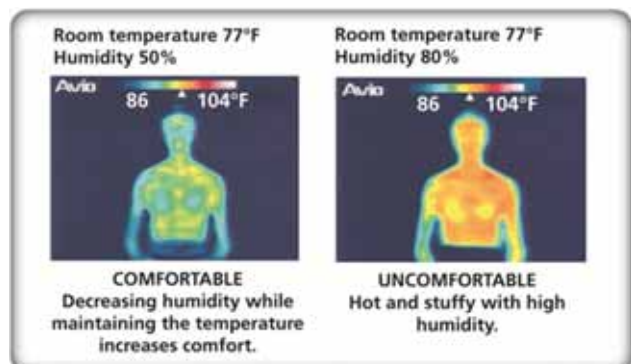 Room temperature 77°F
Humidity 50%
Avio
86 104°F
COMFORTABLE
Decreasing humidity while
maintaining the temperature
increases comfort.
Room temperature 77°F
Humidity 80%
Avio
86 104°F
UNCOMFORTABLE
Hot and stuffy with high
humidity.